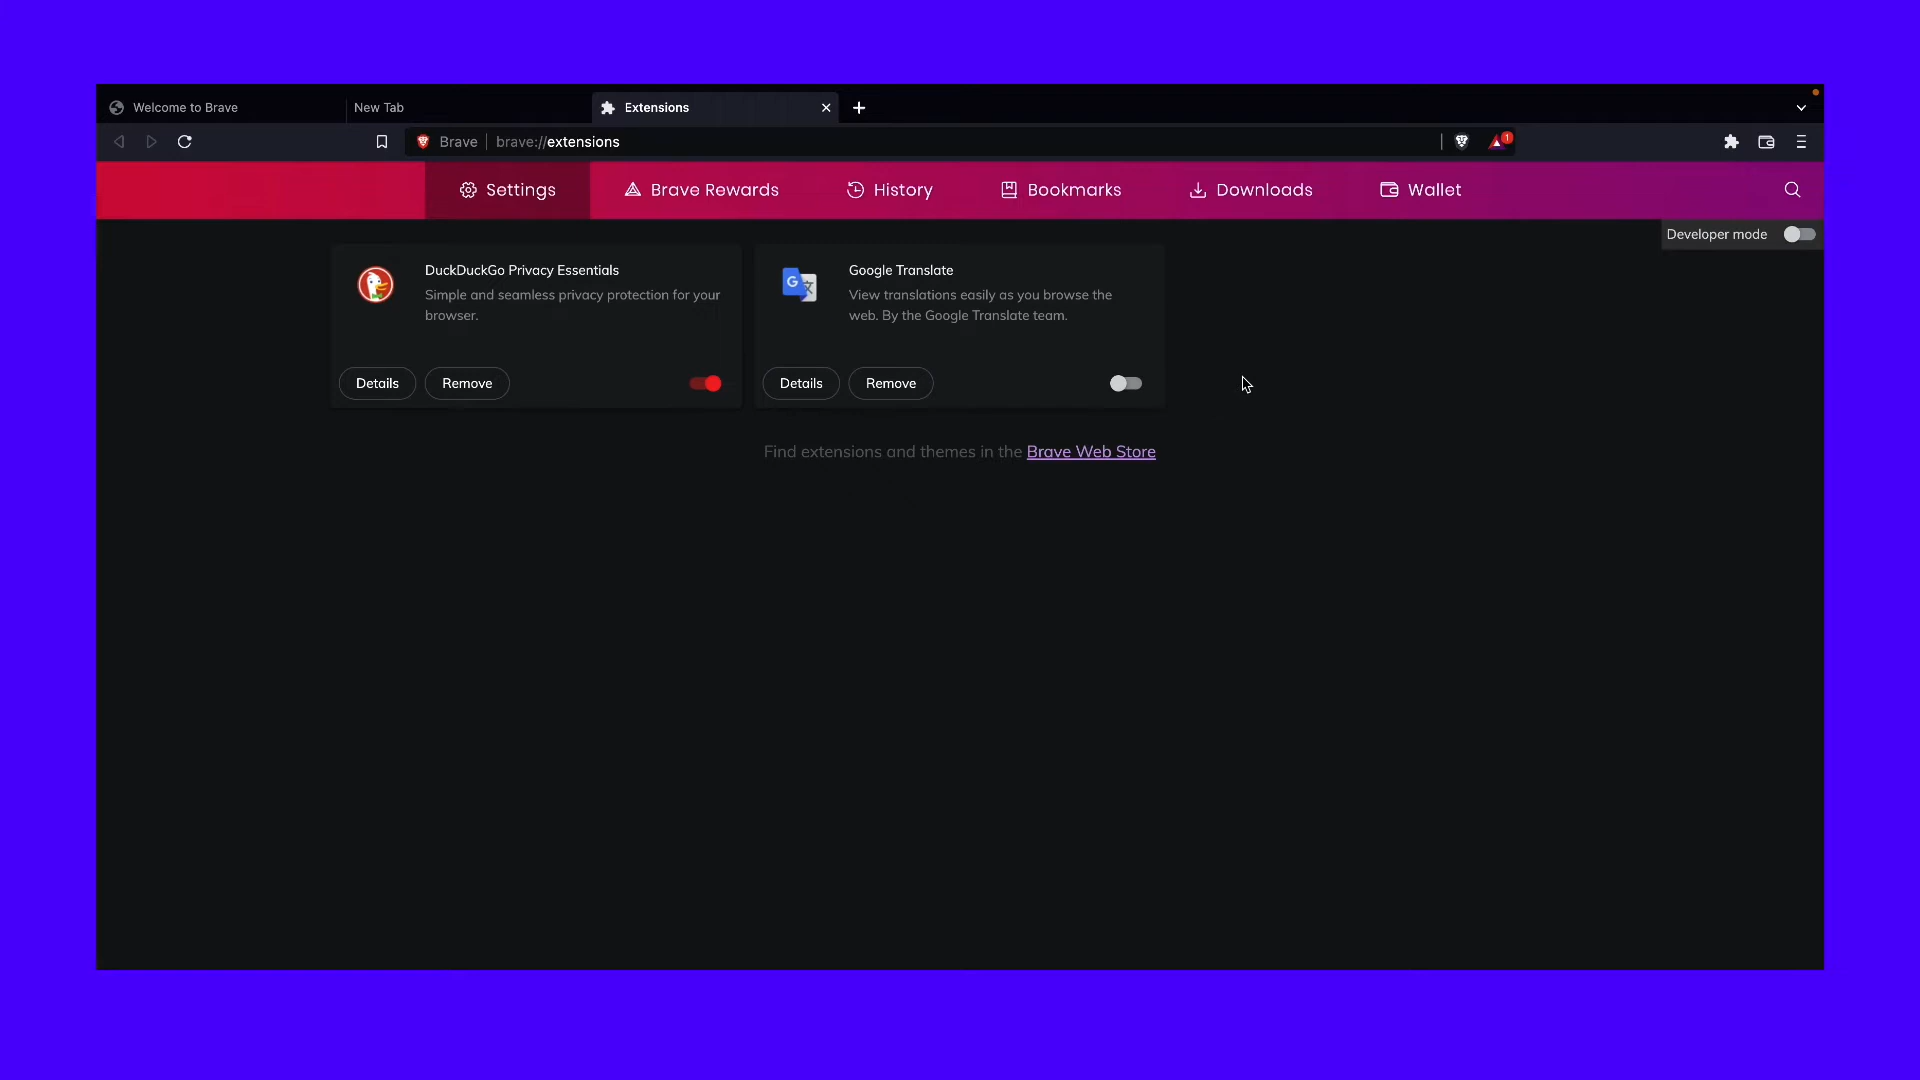 Welcome to Brave
New Tab
Extensions
Brave
brave://extensions
1
Settings
Brave Rewards
History
Bookmarks
Downloads
Wallet
Developer mode
DuckDuckGo Privacy Essentials
Simple and seamless privacy protection for your
browser.
Details
Remove
G
Google Translate
View translations easily as you browse the
web. By the Google Translate team.
Details
Remove
Find extensions and themes in the Brave Web Store